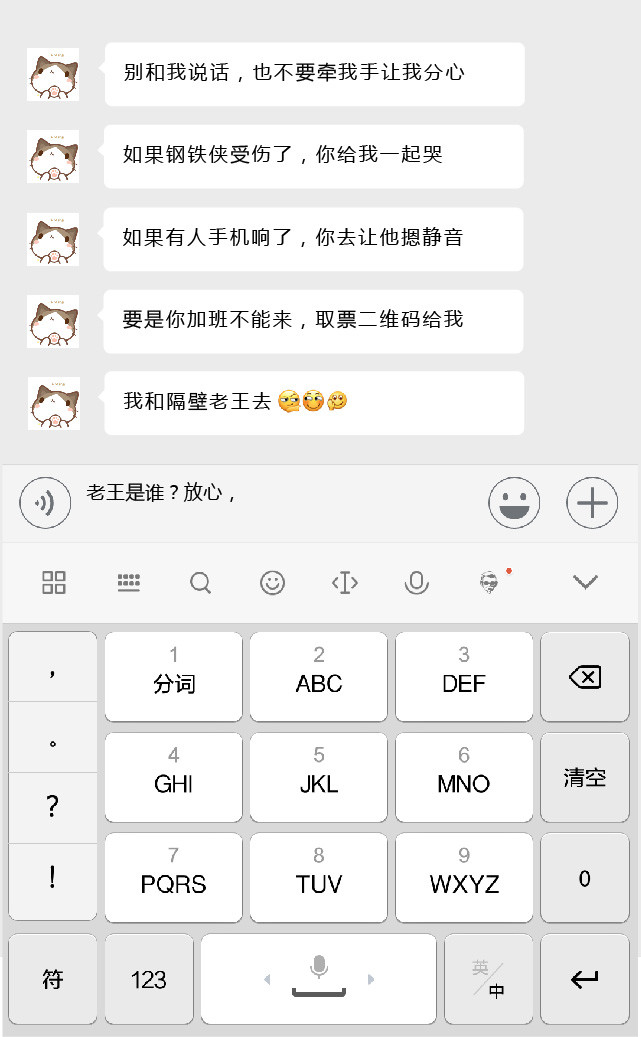 别和我说话，也不要牵我手让我分心
如果钢铁侠受伤了，你给我一起哭
如果有人手机响了，你去让他摁静音
要是你加班不能来，取票二维码给我
我和隔壁老王去
老王是谁？放心，
，
1
2
3
分词
ABC
DEF
。
4
5
6
GHI
JKL
MNO
清空
？
7
8
9
PQRS
TUV
WXYZ
0
！
符
123
英
中